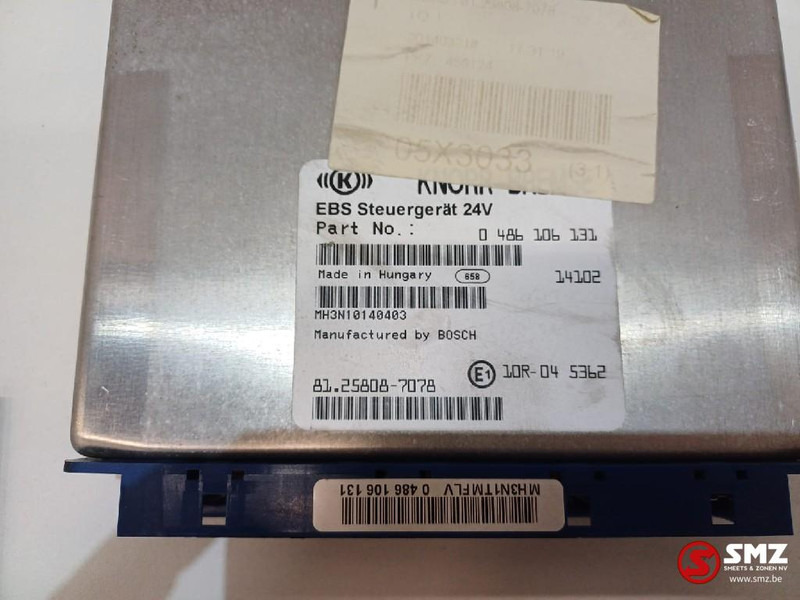 05X3033 (3.1)
((K)) KNORR-BREMSE
EBS Steuergerät 24V
Part No.: 0 486 106 131
Made in Hungary 658 14102
MH3N10140403
Manufactured by BOSCH
E1 10R-04 5362
81.25808-7078
MH3N1TMFLV 0 486 106 131
SMZ
SMEETS & ZONEN NV
www.smz.be